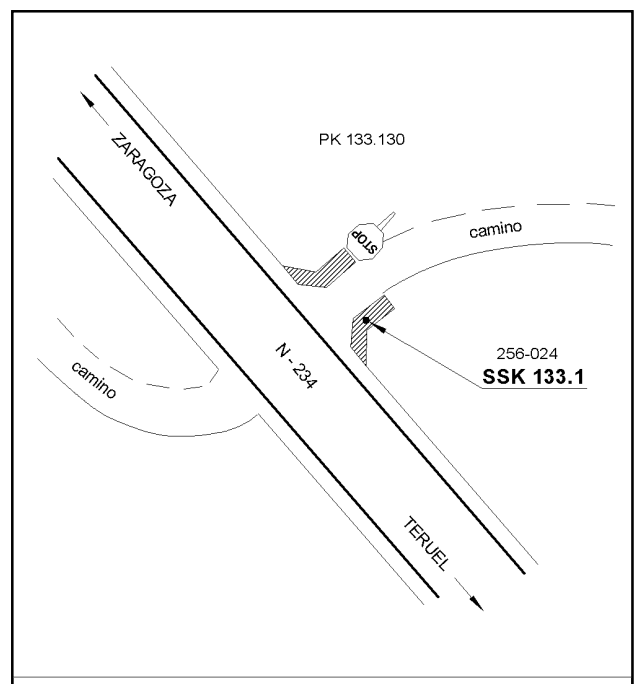 ZARAGOZA
PK 133.130
STOP
camino
256-024
SSK 133.1
N - 234
camino
TERUEL